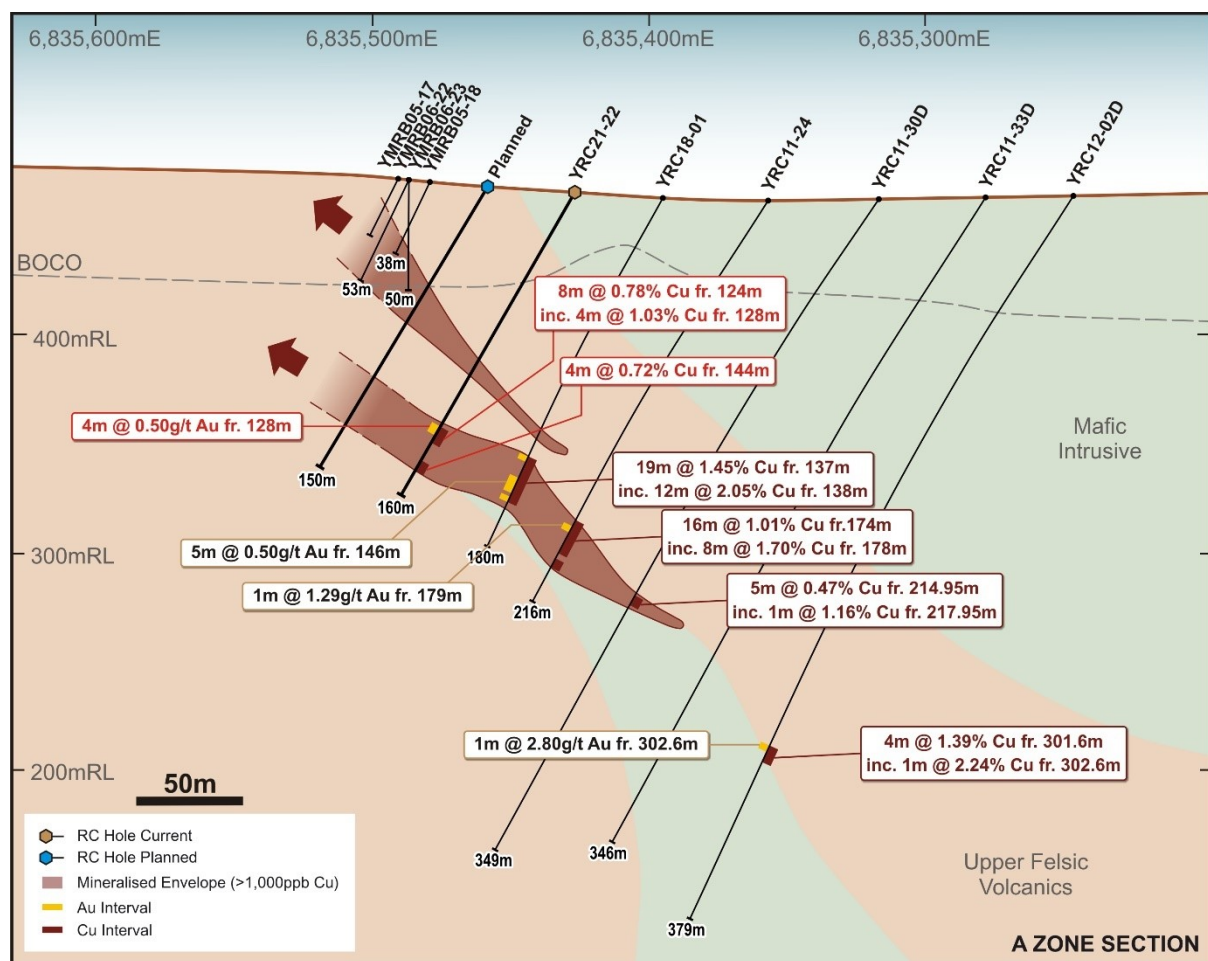 6,835,600mE
6,835,500mE
6,835,400mE
6,835,300mE
YMRB05-17
YMRB06-22
YMRB06-23
YMRB05-18
Planned
YRC21-22
YRC18-01
YRC11-24
YRC11-30D
YRC11-33D
YRC12-02D
BOCO
38m
53m
50m
8m @ 0.78% Cu fr. 124m
inc. 4m @ 1.03% Cu fr. 128m
400mRL
4m @ 0.72% Cu fr. 144m
4m @ 0.50g/t Au fr. 128m
Mafic
Intrusive
150m
160m
19m @ 1.45% Cu fr. 137m
inc. 12m @ 2.05% Cu fr. 138m
16m @ 1.01% Cu fr.174m
inc. 8m @ 1.70% Cu fr. 178m
5m @ 0.50g/t Au fr. 146m
300mRL
180m
1m @ 1.29g/t Au fr. 179m
216m
5m @ 0.47% Cu fr. 214.95m
inc. 1m @ 1.16% Cu fr. 217.95m
1m @ 2.80g/t Au fr. 302.6m
4m @ 1.39% Cu fr. 301.6m
inc. 1m @ 2.24% Cu fr. 302.6m
200mRL
50m
RC Hole Current
RC Hole Planned
Mineralised Envelope (>1,000ppb Cu)
Au Interval
Cu Interval
349m
346m
379m
Upper Felsic
Volcanics
A ZONE SECTION